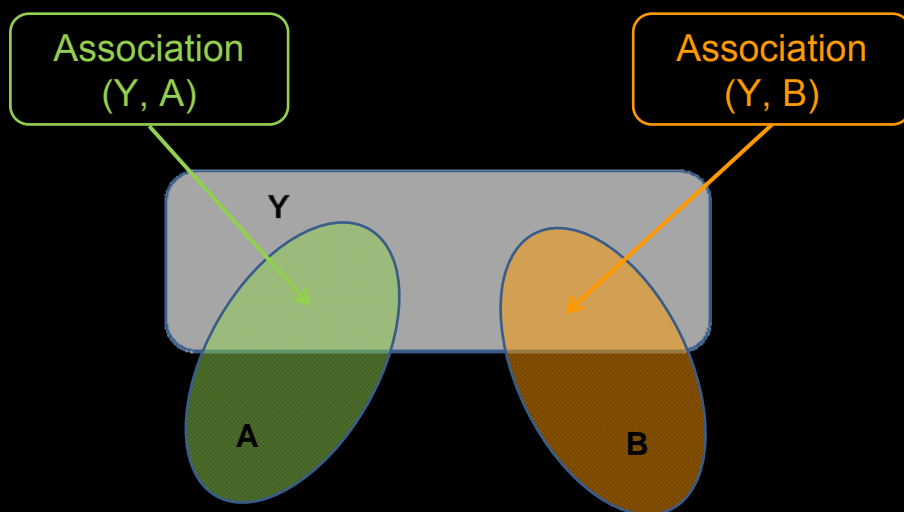 Association
(Y, A)
Association
(Y, B)
Y
A
B